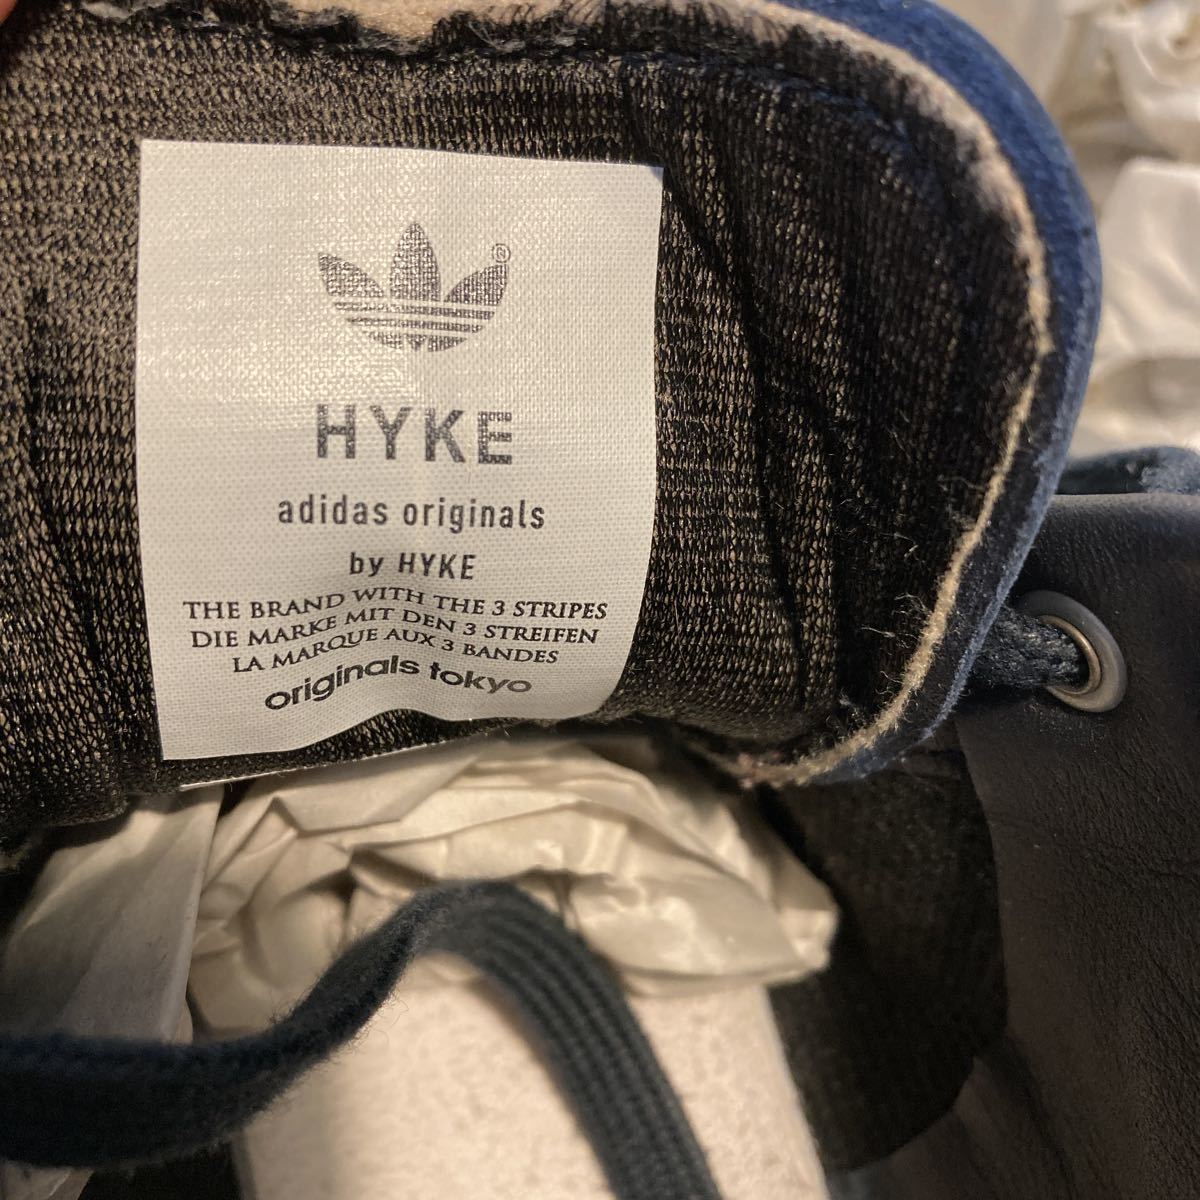 ®
HYKE
adidas originals
by HYKE
THE BRAND WITH THE 3 STRIPES
DIE MARKE MIT DEN 3 STREIFEN
LA MARQUE AUX 3 BANDES
originals tokyo